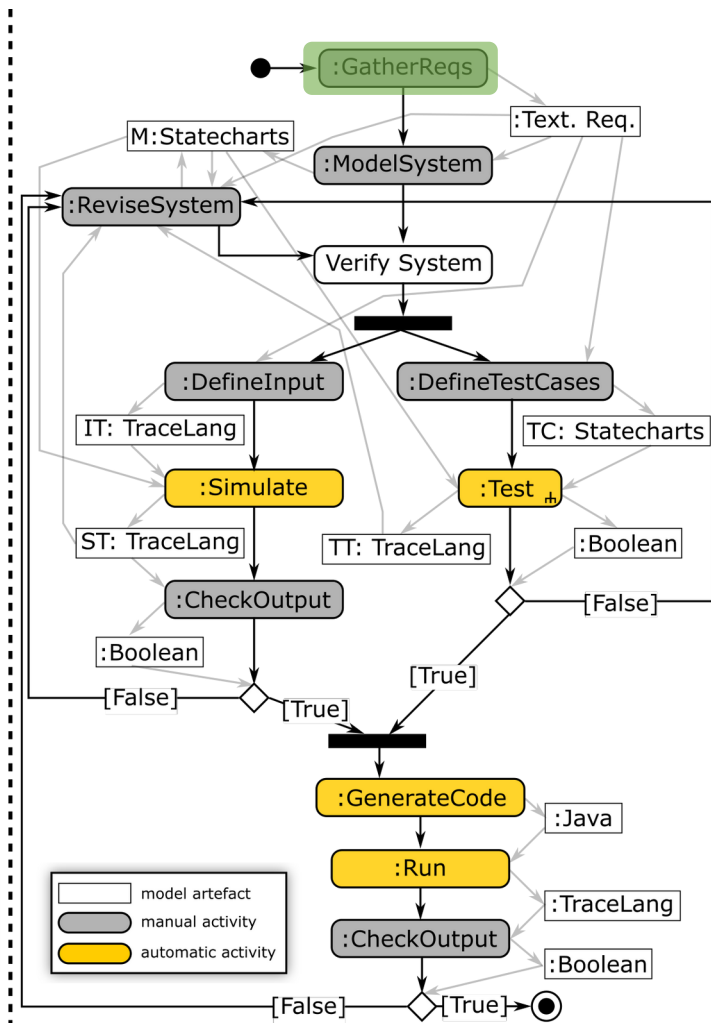 :GatherReqs
:Text. Req.
M:Statecharts
:ModelSystem
:ReviseSystem
Verify System
:DefineInput
:DefineTestCases
IT: TraceLang
TC: Statecharts
:Simulate
:Test
ST: TraceLang
TT: TraceLang
:Boolean
:CheckOutput
[False]
:Boolean
[True]
[False]
[True]
:GenerateCode
:Java
:Run
model artefact
:TraceLang
manual activity
:CheckOutput
automatic activity
:Boolean
[False]
[True]